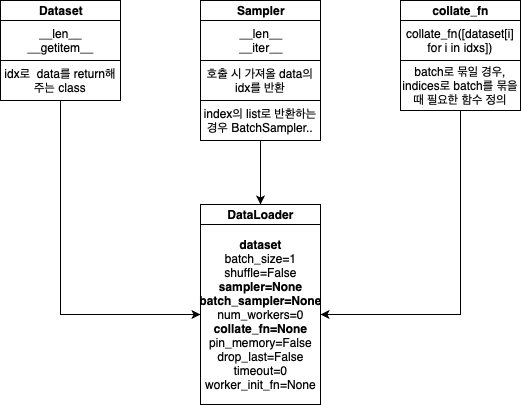 Dataset
__len__
__getitem__
idx로 data를 return해
주는 class
Sampler
__len__
__iter__
호출 시 가져올 data의
idx를 반환
index의 list로 반환하는
경우 BatchSampler..
collate_fn
collate_fn([dataset[i]
for i in idxs])
batch로 묶일 경우,
indices로 batch를 묶을
때 필요한 함수 정의
DataLoader
dataset
batch_size=1
shuffle=False
sampler=None
batch_sampler=None
num_workers=0
collate_fn=None
pin_memory=False
drop_last=False
timeout=0
worker_init_fn=None